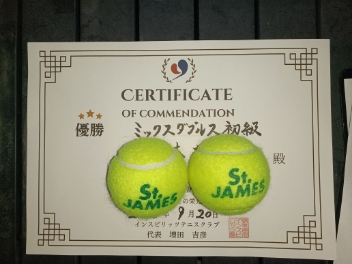 CERTIFICATE
OF COMMENDATION
優勝
ミックスダブルス 初級
殿
St.
JAMES
St.
JAMES
9月20日
インスピリッツテニスクラブ
代表 増田 吉彦